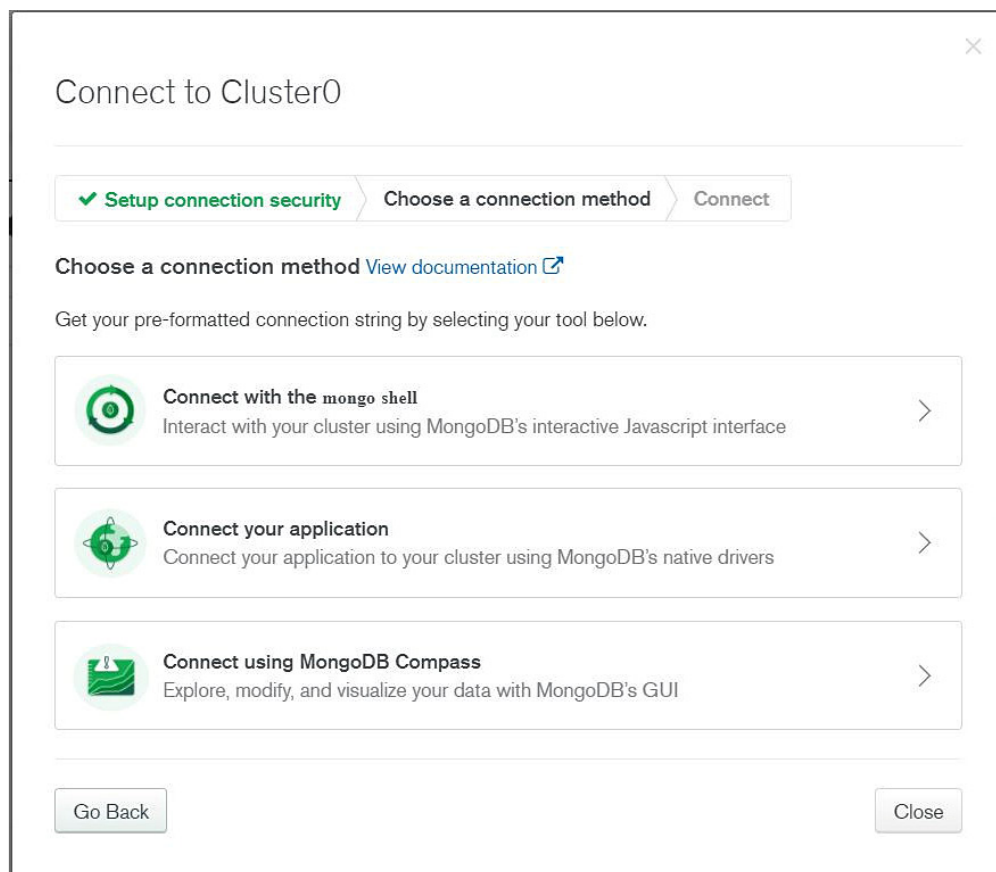 Connect to Cluster0
Setup connection security Choose a connection method Connect
Choose a connection method View documentation
Get your pre-formatted connection string by selecting your tool below.
Connect with the mongo shell
Interact with your cluster using MongoDB's interactive Javascript interface
Connect your application
Connect your application to your cluster using MongoDB's native drivers
Connect using MongoDB Compass
Explore, modify, and visualize your data with MongoDB's GUI
Go Back Close